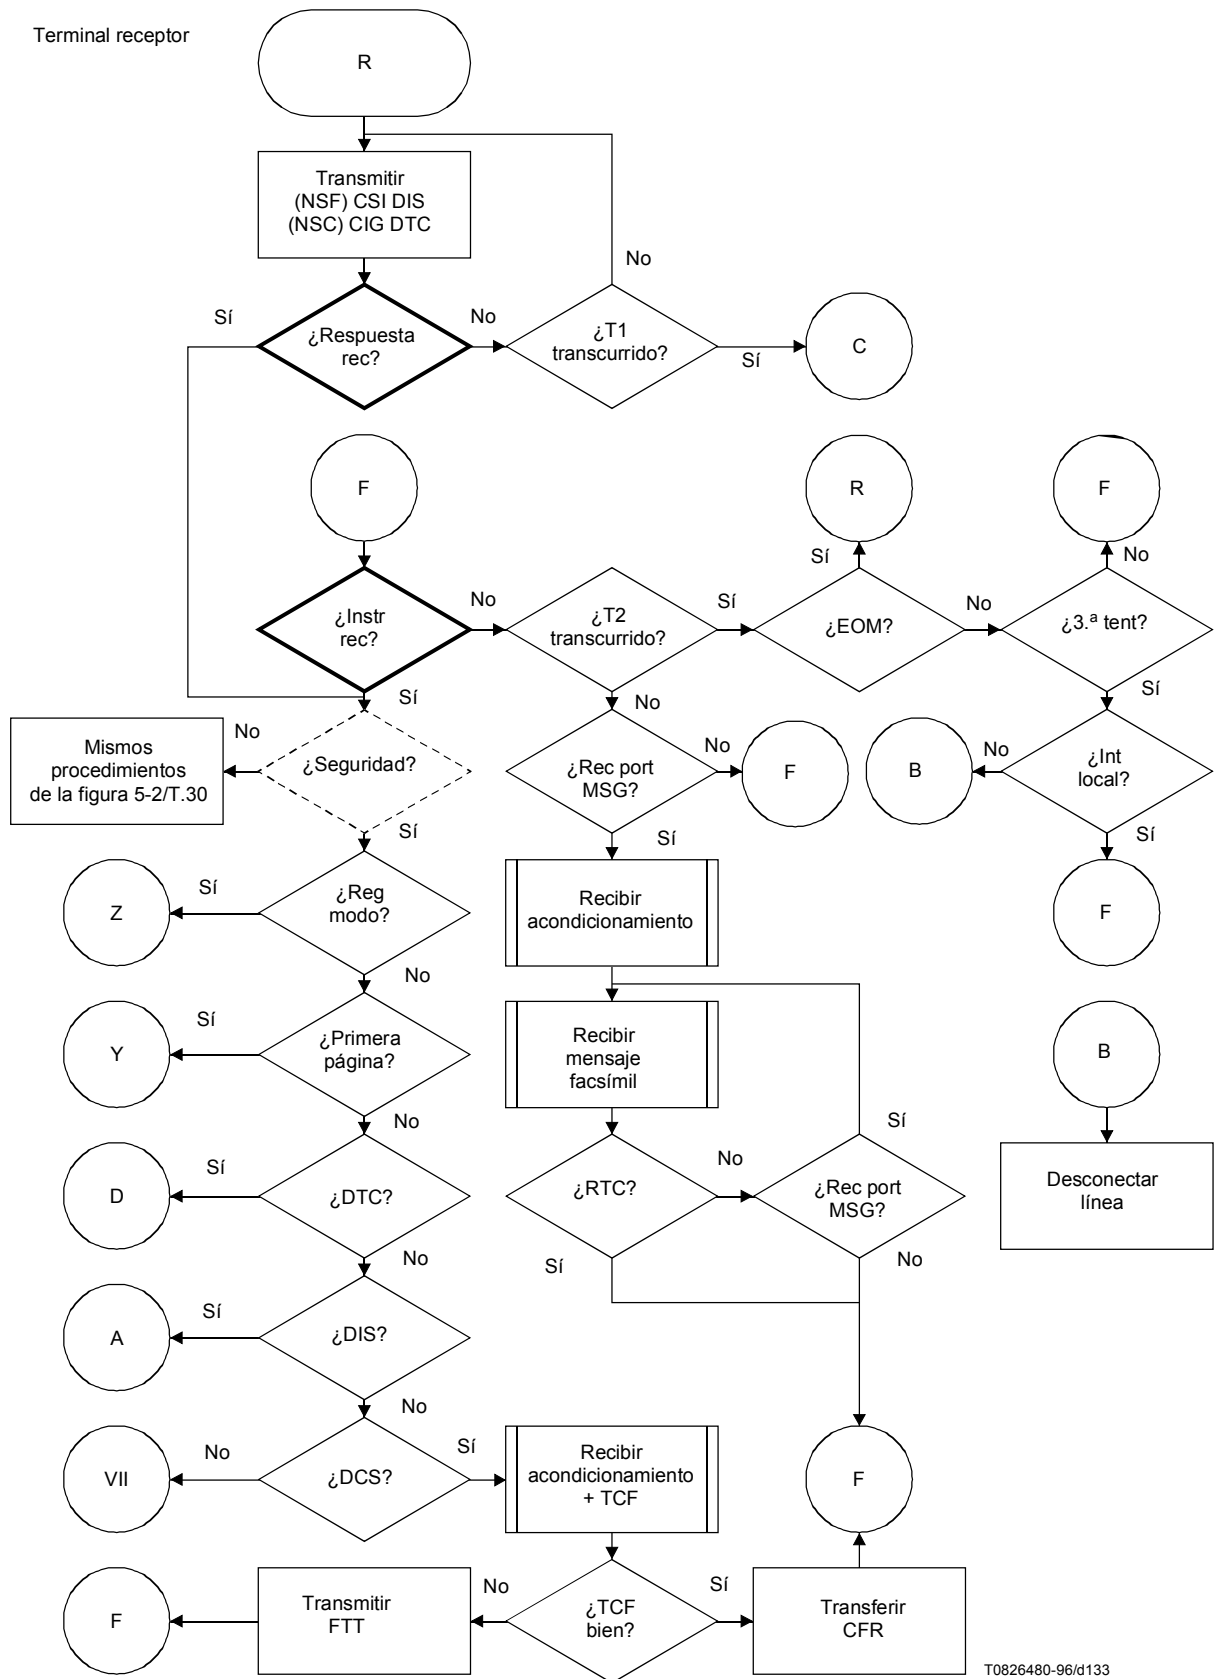 Terminal receptor
R
Transmitir
(NSF) CSI DIS
(NSC) CIG DTC
No
Sí
¿Respuesta
rec?
No
¿T1
transcurrido?
Sí
C
F
R
F
Sí
No
¿Instr
rec?
No
¿T2
transcurrido?
Sí
¿EOM?
No
¿3.ª tent?
Sí
No
Sí
Mismos
procedimientos
de la figura 5-2/T.30
No
¿Seguridad?
Sí
¿Rec port
MSG?
No
F
Sí
B
No
¿Int
local?
Sí
F
Z
Sí
¿Reg
modo?
No
Recibir
acondicionamiento
Y
Sí
¿Primera
página?
No
Recibir
mensaje
facsímil
Sí
B
D
Sí
¿DTC?
No
¿RTC?
No
Sí
¿Rec port
MSG?
No
Desconectar
línea
A
Sí
¿DIS?
No
VII
No
¿DCS?
Sí
Recibir
acondicionamiento
+ TCF
F
F
Transmitir
FTT
No
¿TCF
bien?
Sí
Transferir
CFR
T0826480-96/d133